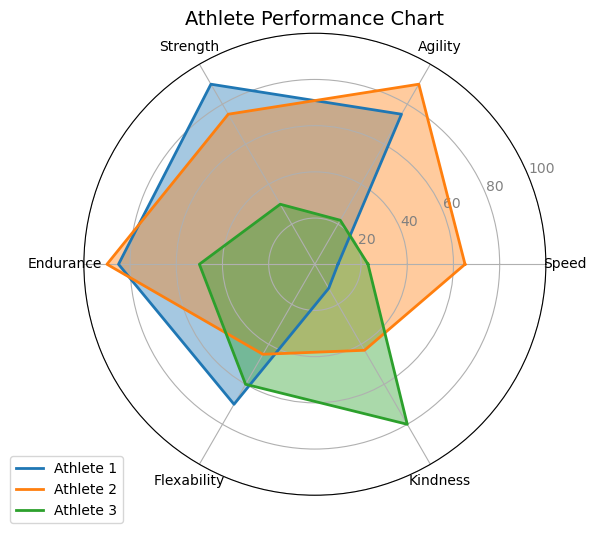 Athlete Performance Chart
Strength
Agility
100
80
60
40
20
Endurance
Speed
Flexability
Kindness
Athlete 1
Athlete 2
Athlete 3